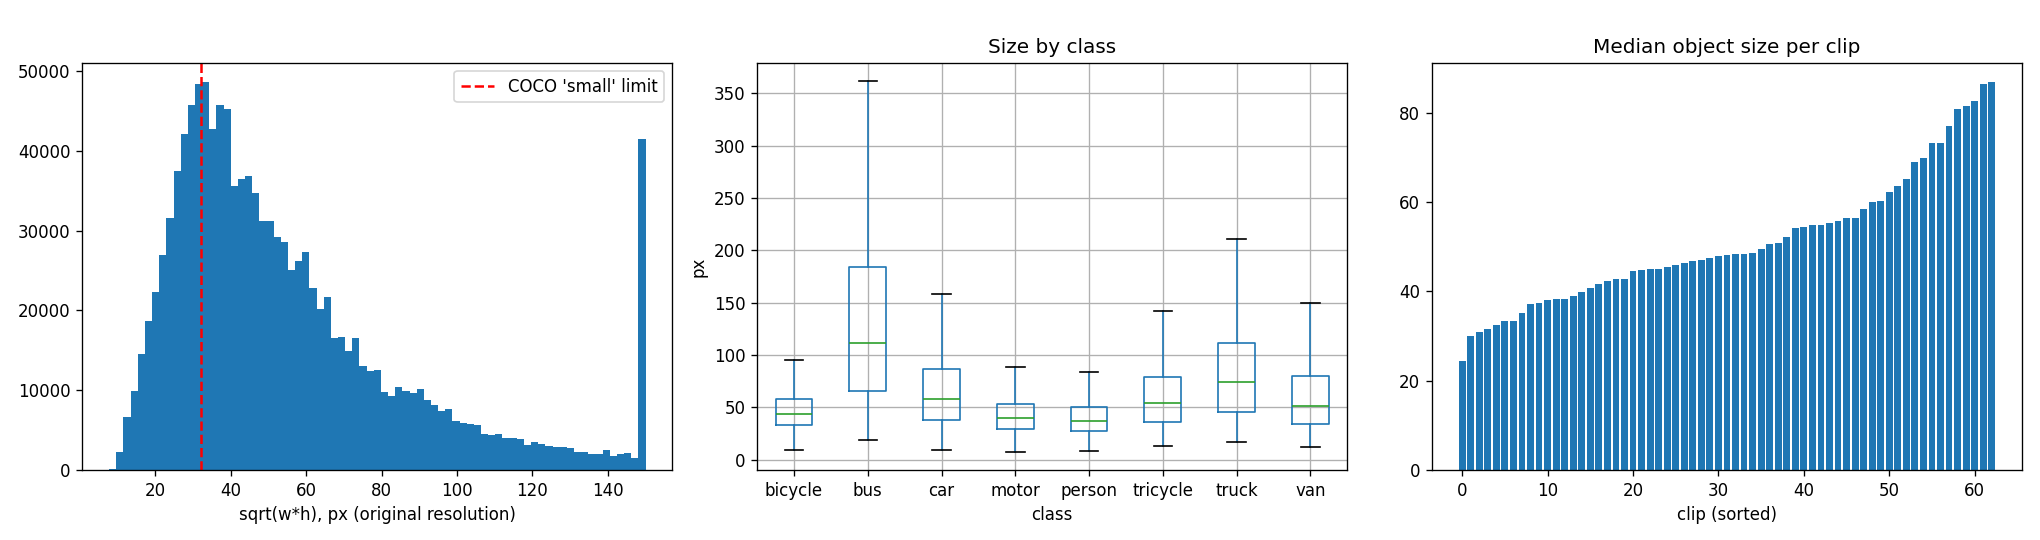 50000
40000
30000
20000
10000
0
COCO 'small' limit
20 40 60 80 100 120 140
sqrt(w*h), px (original resolution)
Size by class
px
350
300
250
200
150
100
50
0
bicycle bus car motor person tricycle truck van
class
Median object size per clip
80
60
40
20
0
0 10 20 30 40 50 60
clip (sorted)